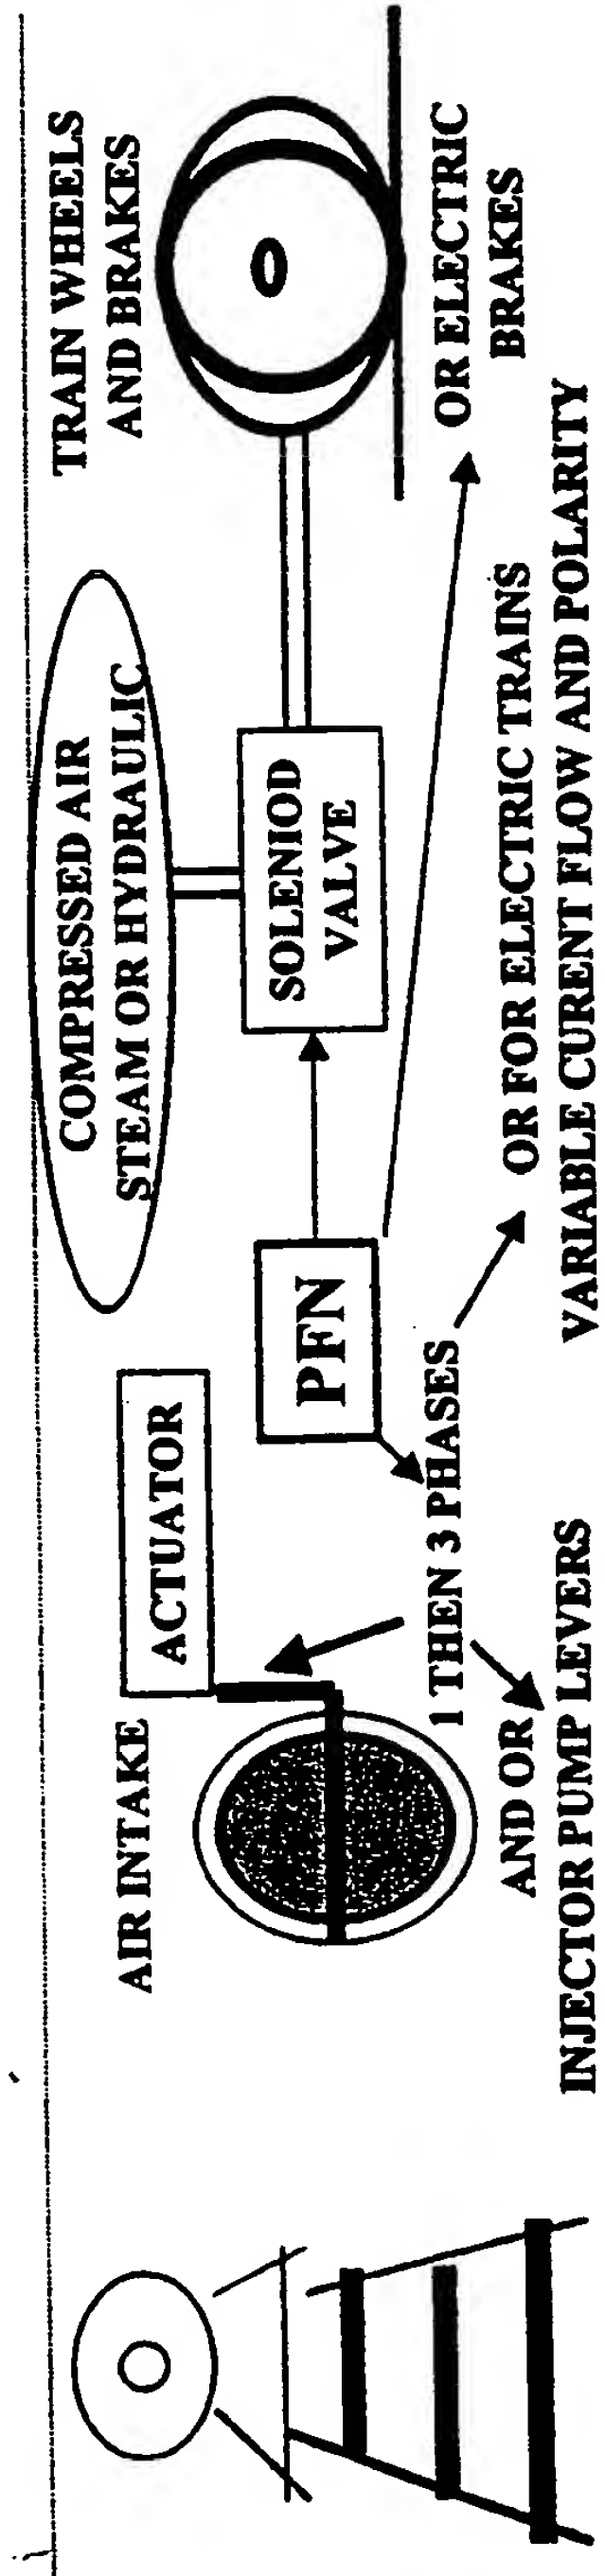 AIR INTAKE
ACTUATOR
COMPRESSED AIR
STEAM OR HYDRAULIC
TRAIN WHEELS
AND BRAKES
PFN
SOLENIOD
VALVE
1 THEN 3 PHASES
OR ELECTRIC
BRAKES
AND OR
INJECTOR PUMP LEVERS
OR FOR ELECTRIC TRAINS
VARIABLE CURENT FLOW AND POLARITY